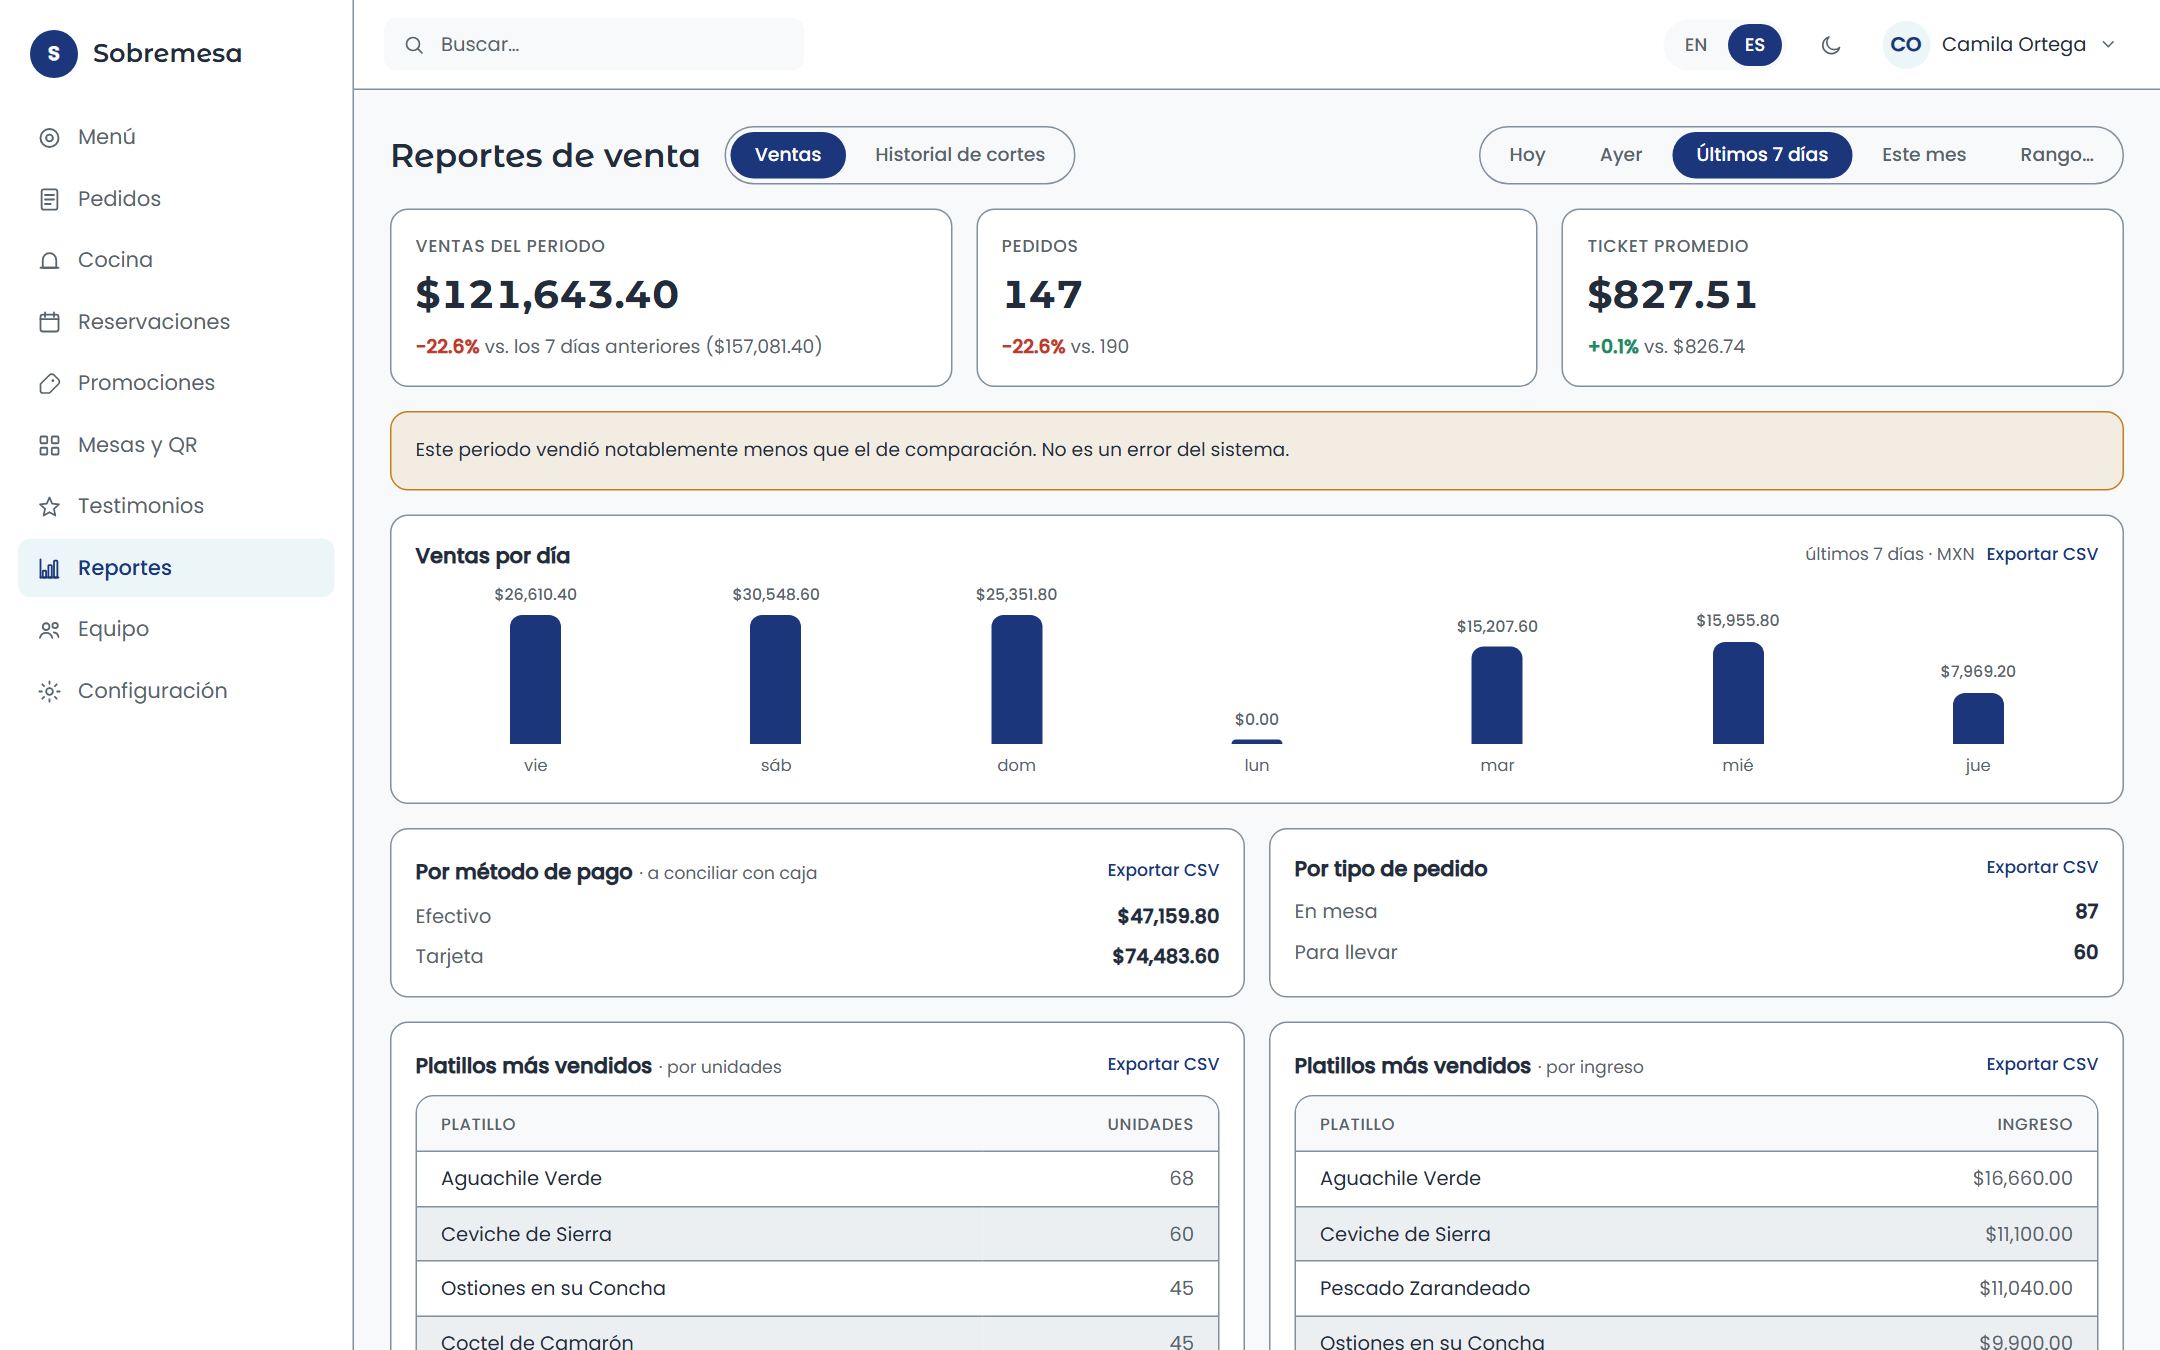 S Sobremesa
Buscar...
EN ES
CO Camila Ortega
Menú
Pedidos
Cocina
Reservaciones
Promociones
Mesas y QR
Testimonios
Reportes
Equipo
Configuración
Reportes de venta
Ventas Historial de cortes
Hoy Ayer Últimos 7 días Este mes Rango...
VENTAS DEL PERIODO
$121,643.40
-22.6% vs. los 7 días anteriores ($157,081.40)
PEDIDOS
147
-22.6% vs. 190
TICKET PROMEDIO
$827.51
+0.1% vs. $826.74
Este periodo vendió notablemente menos que el de comparación. No es un error del sistema.
Ventas por día
últimos 7 días · MXN Exportar CSV
$26,610.40 $30,548.60 $25,351.80 $0.00 $15,207.60 $15,955.80 $7,969.20
vie sáb dom lun mar mié jue
Por método de pago · a conciliar con caja Exportar CSV
Efectivo $47,159.80
Tarjeta $74,483.60
Por tipo de pedido Exportar CSV
En mesa 87
Para llevar 60
Platillos más vendidos · por unidades Exportar CSV
PLATILLO UNIDADES
Aguachile Verde 68
Ceviche de Sierra 60
Ostiones en su Concha 45
Coctel de Camarón 45
Platillos más vendidos · por ingreso Exportar CSV
PLATILLO INGRESO
Aguachile Verde $16,660.00
Ceviche de Sierra $11,100.00
Pescado Zarandeado $11,040.00
Ostiones en su Concha $9,900.00